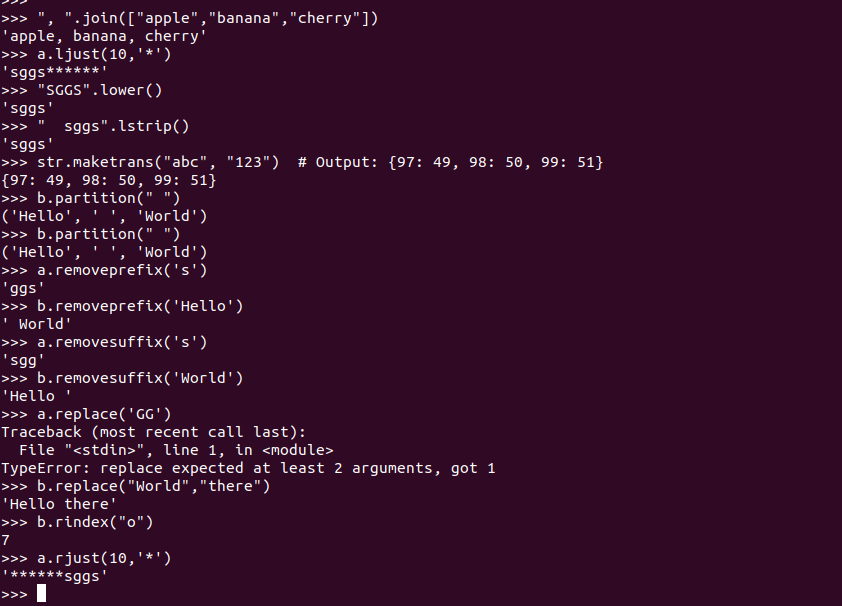 >>>
>>> ", ".join(["apple","banana","cherry"])
'apple, banana, cherry'
>>> a.ljust(10,'*')
'sggs******'
>>> "SGGS".lower()
'sggs'
>>> "  sggs".lstrip()
'sggs'
>>> str.maketrans("abc", "123")  # Output: {97: 49, 98: 50, 99: 51}
{97: 49, 98: 50, 99: 51}
>>> b.partition(" ")
('Hello', ' ', 'World')
>>> b.partition(" ")
('Hello', ' ', 'World')
>>> a.removeprefix('s')
'ggs'
>>> b.removeprefix('Hello')
' World'
>>> a.removesuffix('s')
'sgg'
>>> b.removesuffix('World')
'Hello '
>>> a.replace('GG')
Traceback (most recent call last):
  File "<stdin>", line 1, in <module>
TypeError: replace expected at least 2 arguments, got 1
>>> b.replace("World","there")
'Hello there'
>>> b.rindex("o")
7
>>> a.rjust(10,'*')
'******sggs'
>>>